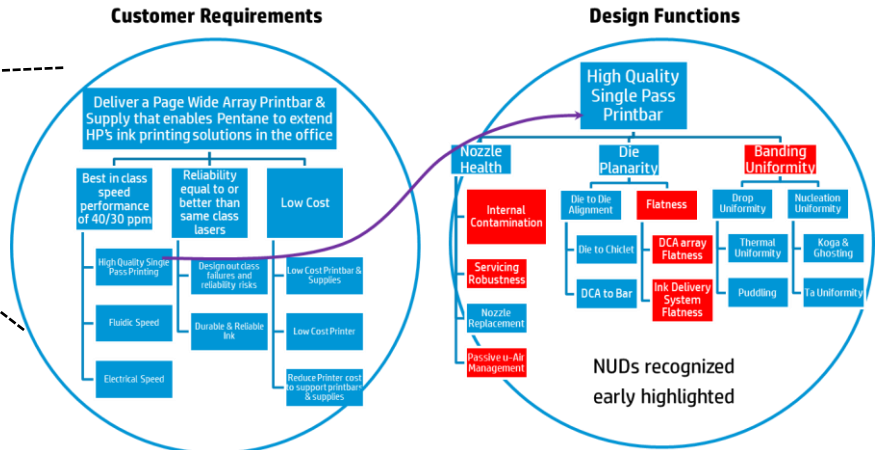 Customer Requirements
Deliver a Page Wide Array Printbar &
Supply that enables Pentane to extend
HP's ink printing solutions in the office
Best in class
speed
performance
of 40/30 ppm
Reliability
equal to or
better than
same class
lasers
Low Cost
High Quality Single
Pass Printing
Fluidic Speed
Electrical Speed
Design out class
failures and
reliability risks
Durable & Reliable
Ink
Low Cost Printbar &
Supplies
Low Cost Printer
Reduce Printer cost
to support printbar
& supplies
Design Functions
High Quality
Single Pass
Printbar
Nozzle
Health
Internal
Contamination
Servicing
Robustness
Nozzle
Replacement
Passive u-Air
Management
Die
Planarity
Die to Die
Alignment
Die to Chiclet
DCA to Bar
Flatness
DCA array
Flatness
Ink Delivery
System
Flatness
Banding
Uniformity
Drop
Uniformity
Thermal
Uniformity
Puddling
Nucleation
Uniformity
Koga &
Ghosting
Ta Uniformity
NUDs recognized
early highlighted